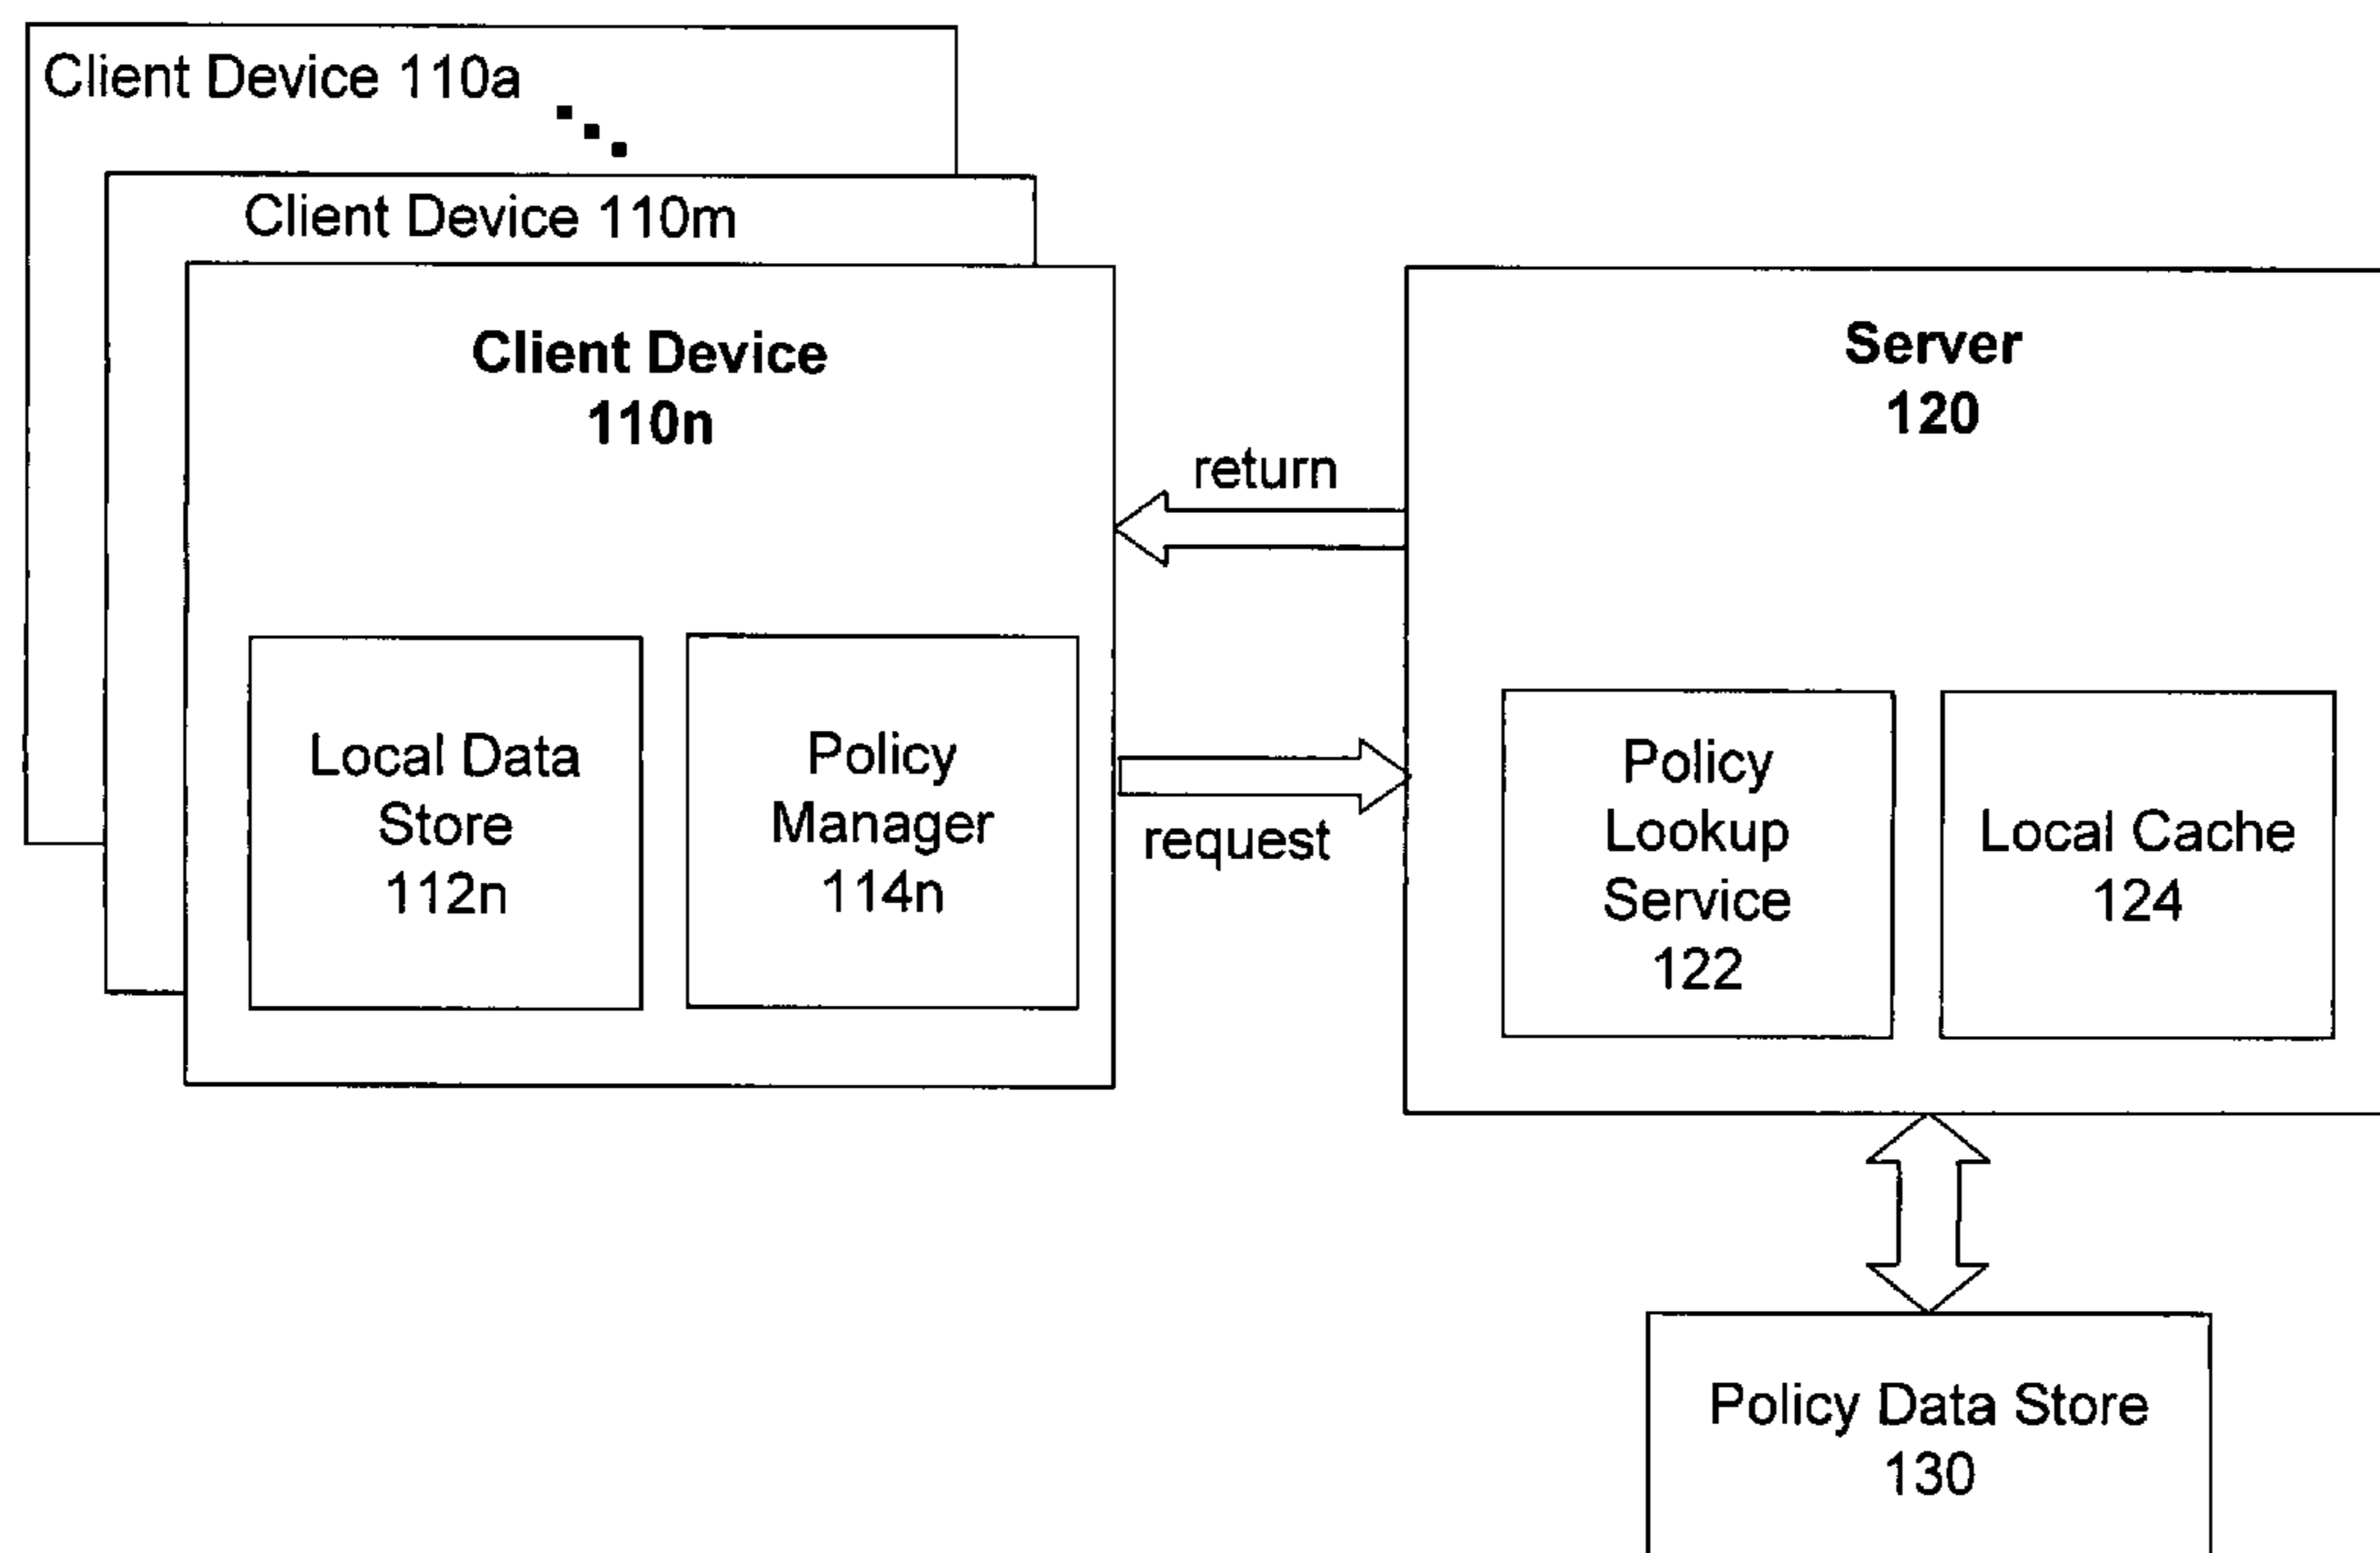 Client Device 110a
Client Device 110m
Client Device
110n
Local Data
Store
112n
Policy
Manager
114n
return
request
Server
120
Policy
Lookup
Service
122
Local Cache
124
Policy Data Store
130